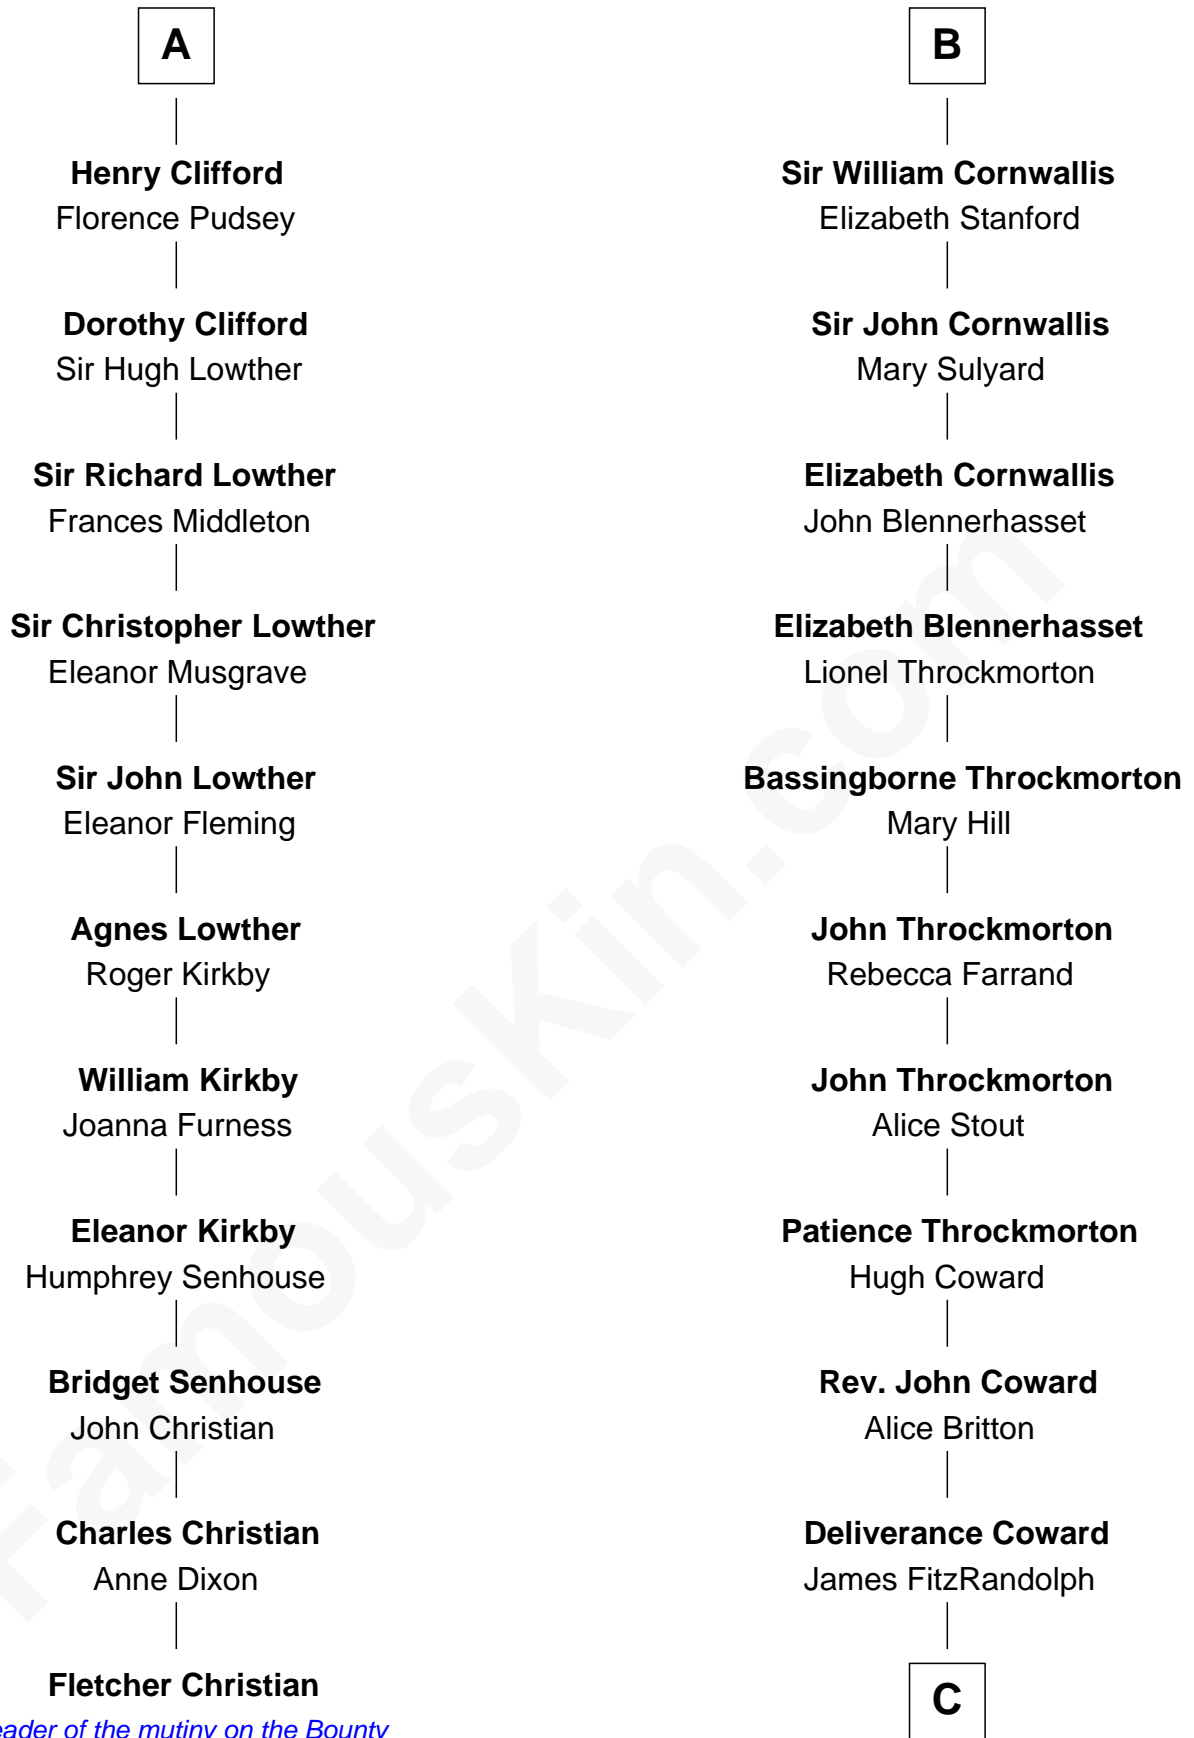 A
Henry Clifford
Florence Pudsey
Dorothy Clifford
Sir Hugh Lowther
Sir Richard Lowther
Frances Middleton
Sir Christopher Lowther
Eleanor Musgrave
Sir John Lowther
Eleanor Fleming
Agnes Lowther
Roger Kirkby
William Kirkby
Joanna Furness
Eleanor Kirkby
Humphrey Senhouse
Bridget Senhouse
John Christian
Charles Christian
Anne Dixon
Fletcher Christian
eader of the mutiny on the Bounty
B
Sir William Cornwallis
Elizabeth Stanford
Sir John Cornwallis
Mary Sulyard
Elizabeth Cornwallis
John Blennerhasset
Elizabeth Blennerhasset
Lionel Throckmorton
Bassingborne Throckmorton
Mary Hill
John Throckmorton
Rebecca Farrand
John Throckmorton
Alice Stout
Patience Throckmorton
Hugh Coward
Rev. John Coward
Alice Britton
Deliverance Coward
James FitzRandolph
C
FamousKin.com